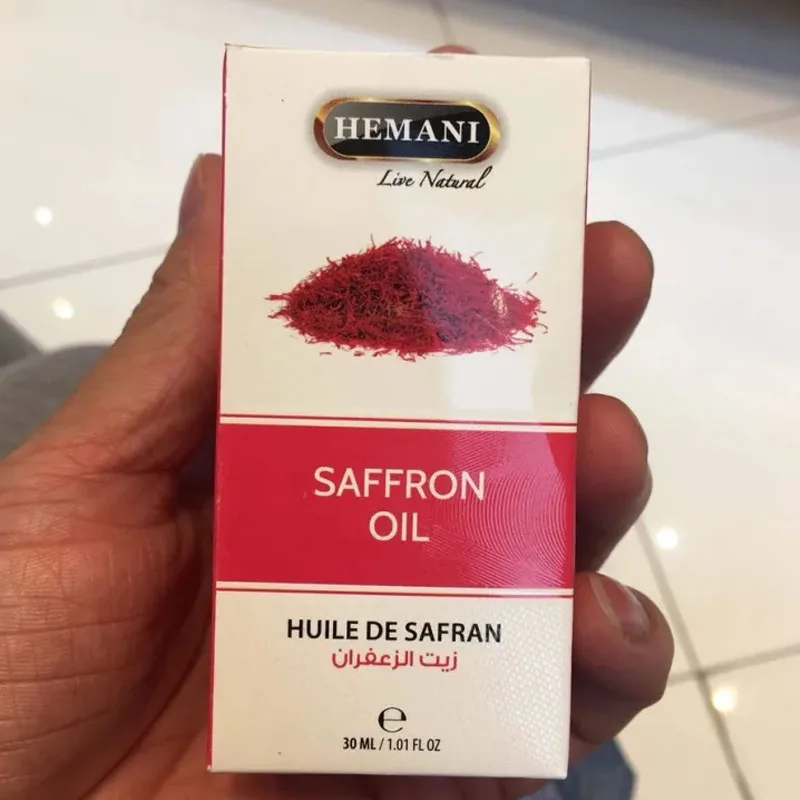 HEMANI
Live Natural
SAFFRON
OIL
HUILE DE SAFRAN
زيت الزعفران
e
30 ML / 1.01 FL OZ